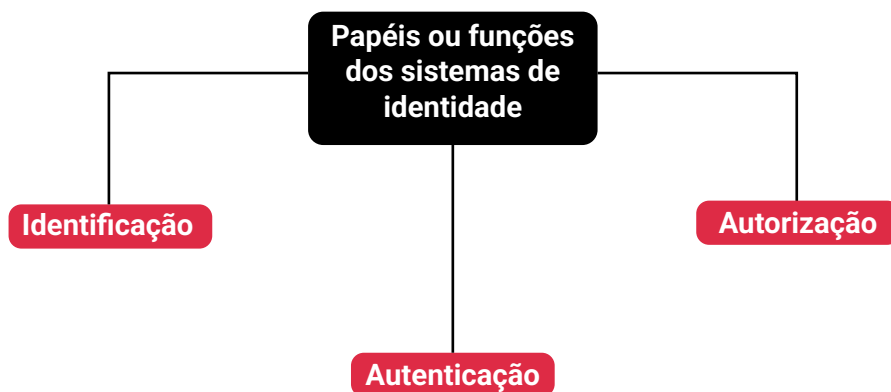 Papéis ou funções
dos sistemas de
identidade
Identificação
Autorização
Autenticação